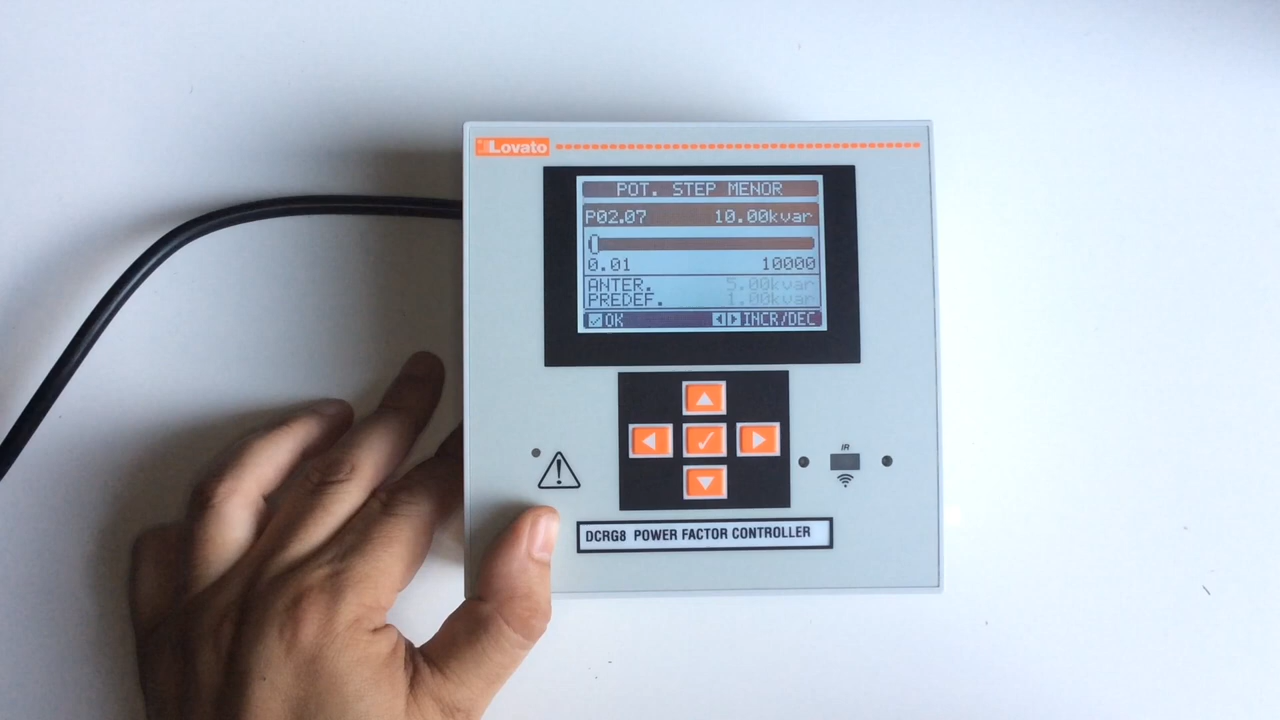 Lovato
POT. STEP MENOR
P02.07 10.00kvar
0.01 10000
ANTER. 5.00kvar
PREDEF. 1.00kvar
OK INCR/DEC
IR
DCRG8 POWER FACTOR CONTROLLER